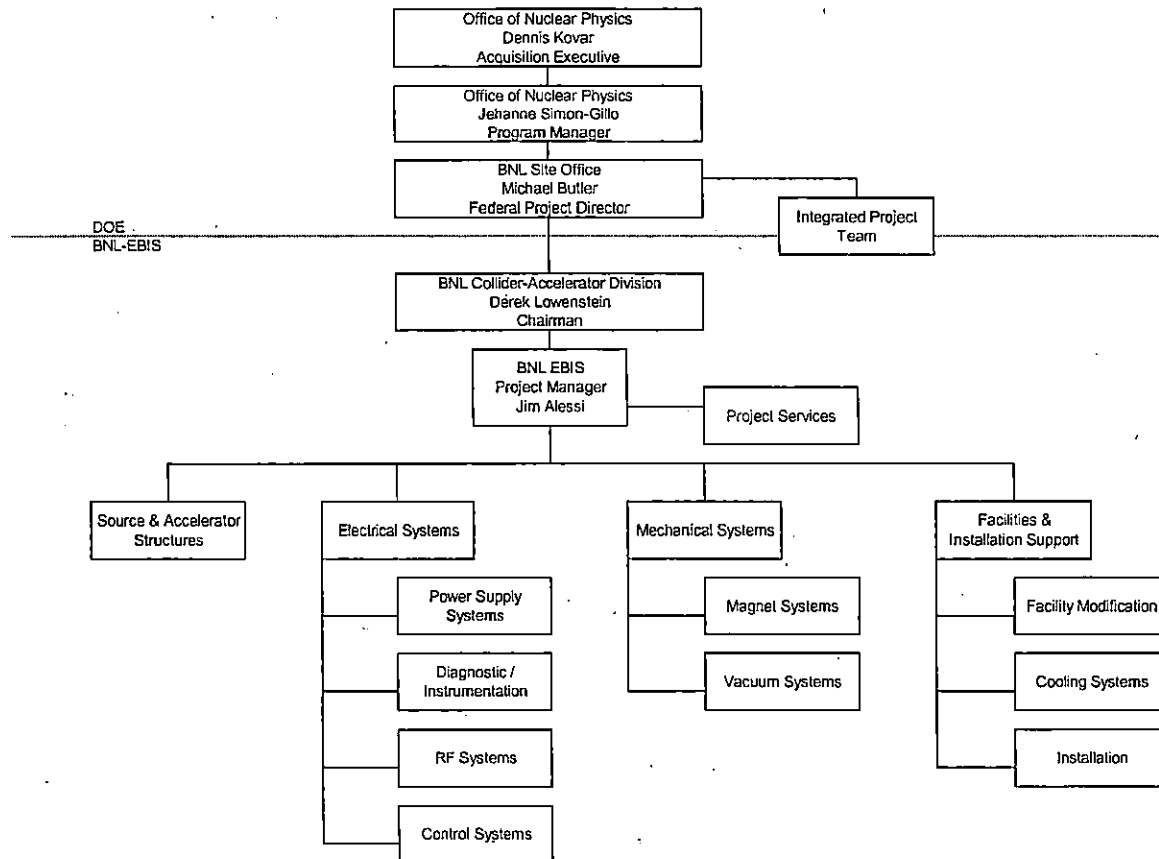 Office of Nuclear Physics
Dennis Kovar
Acquisition Executive
Office of Nuclear Physics
Jehanne Simon-Gillo
Program Manager
BNL Site Office
Michael Butler
Federal Project Director
Integrated Project
Team
DOE
BNL-EBIS
BNL Collider-Accelerator Division
Derek Lowenstein
Chairman
BNL EBIS
Project Manager
Jim Alessi
Project Services
Source & Accelerator
Structures
Electrical Systems
Mechanical Systems
Facilities &
Installation Support
Power Supply
Systems
Magnet Systems
Facility Modification
Diagnostic /
Instrumentation
Vacuum Systems
Cooling Systems
RF Systems
Installation
Control Systems